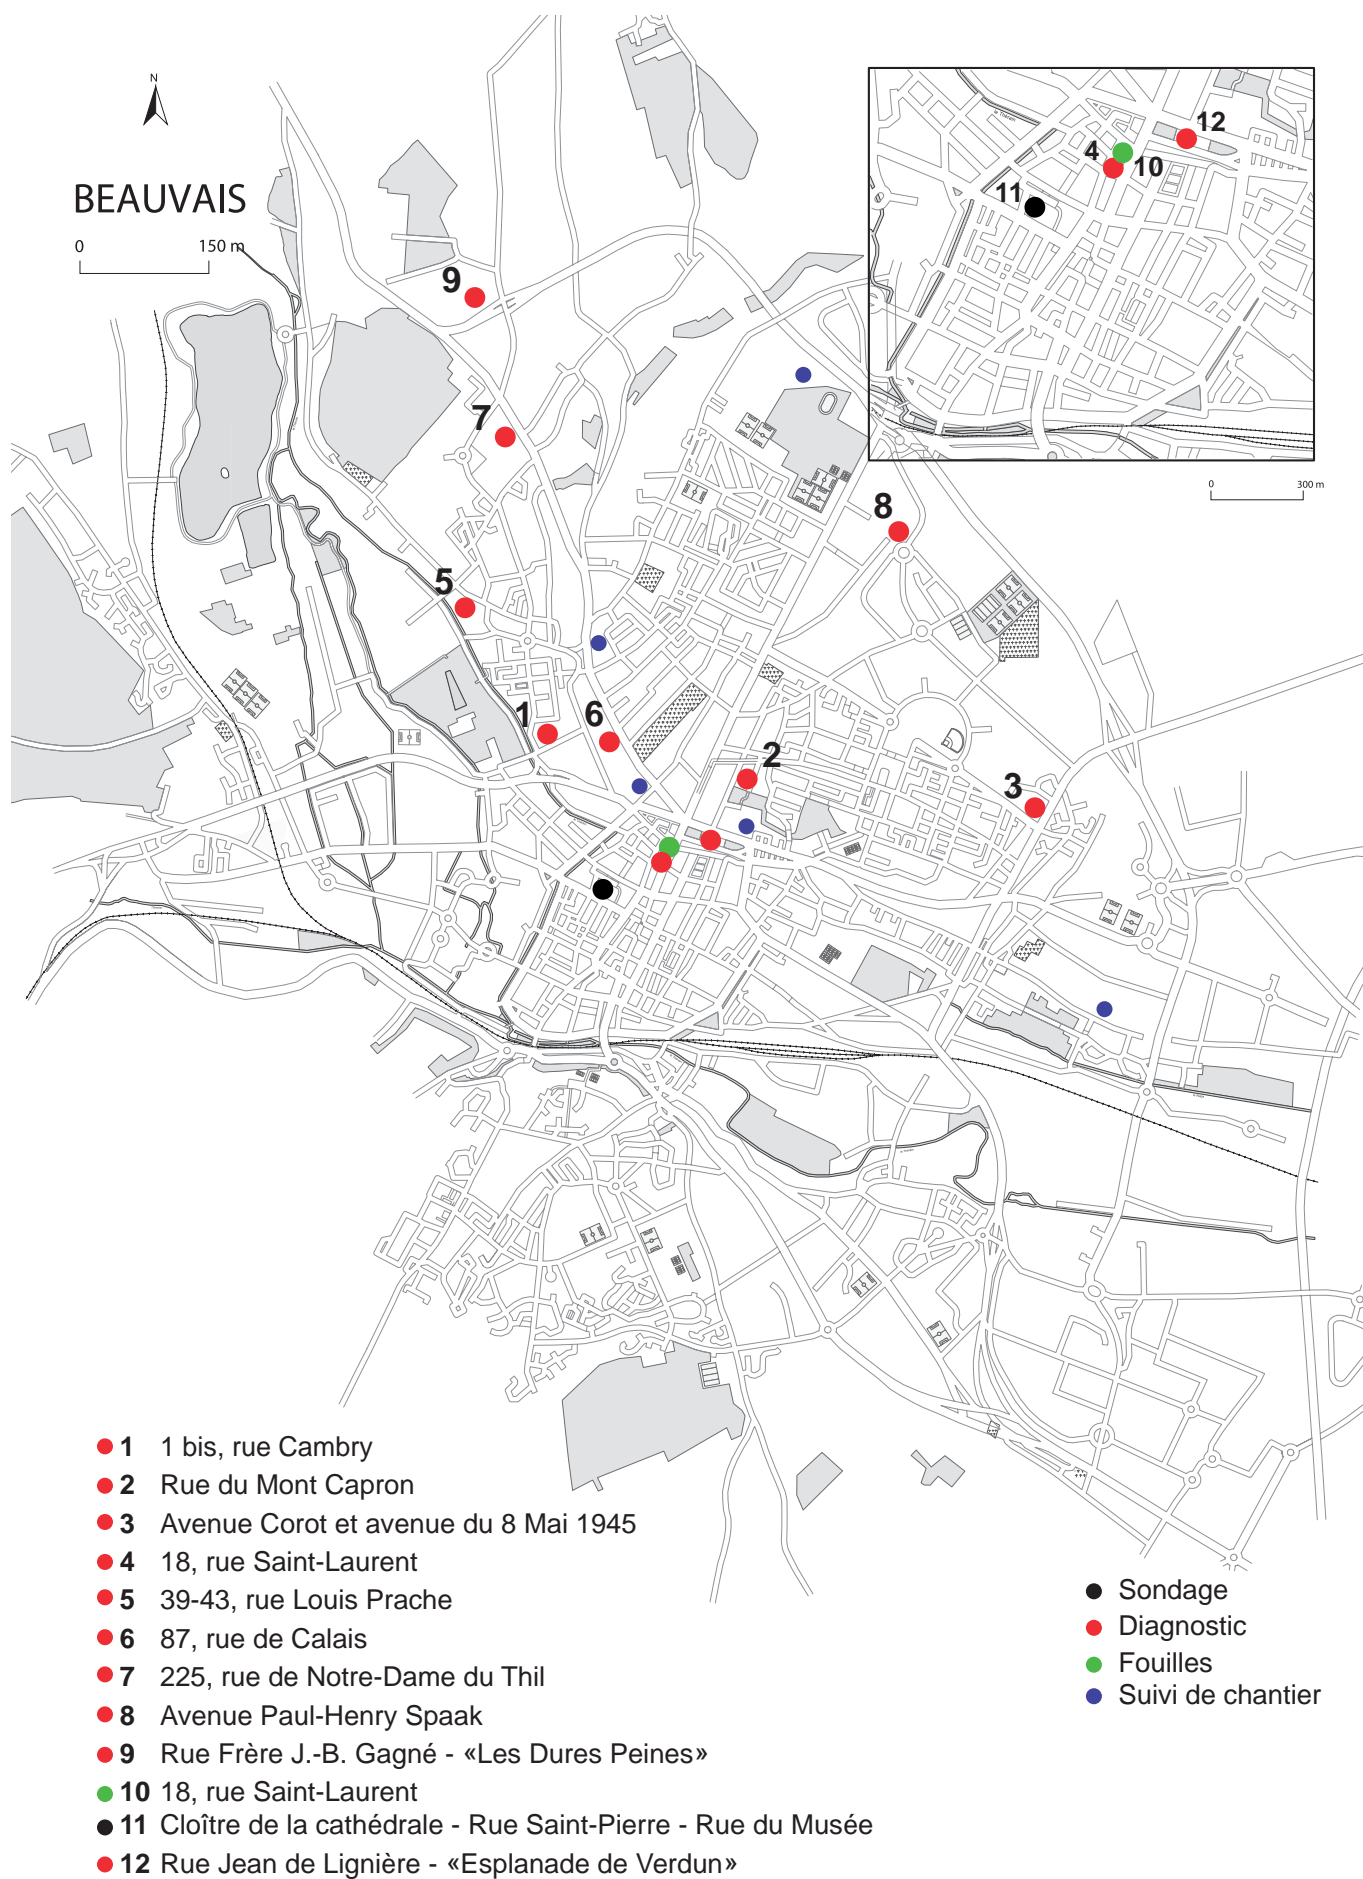 N
BEAUVAIS
0 150 m
9
7
5
1
6
2
3
8
12
4
10
11
0 300 m
1 1 bis, rue Cambry
2 Rue du Mont Capron
3 Avenue Corot et avenue du 8 Mai 1945
4 18, rue Saint-Laurent
5 39-43, rue Louis Prache
6 87, rue de Calais
7 225, rue de Notre-Dame du Thil
8 Avenue Paul-Henry Spaak
9 Rue Frère J.-B. Gagné - «Les Dures Peines»
10 18, rue Saint-Laurent
11 Cloître de la cathédrale - Rue Saint-Pierre - Rue du Musée
12 Rue Jean de Lignière - «Esplanade de Verdun»
Sondage
Diagnostic
Fouilles
Suivi de chantier